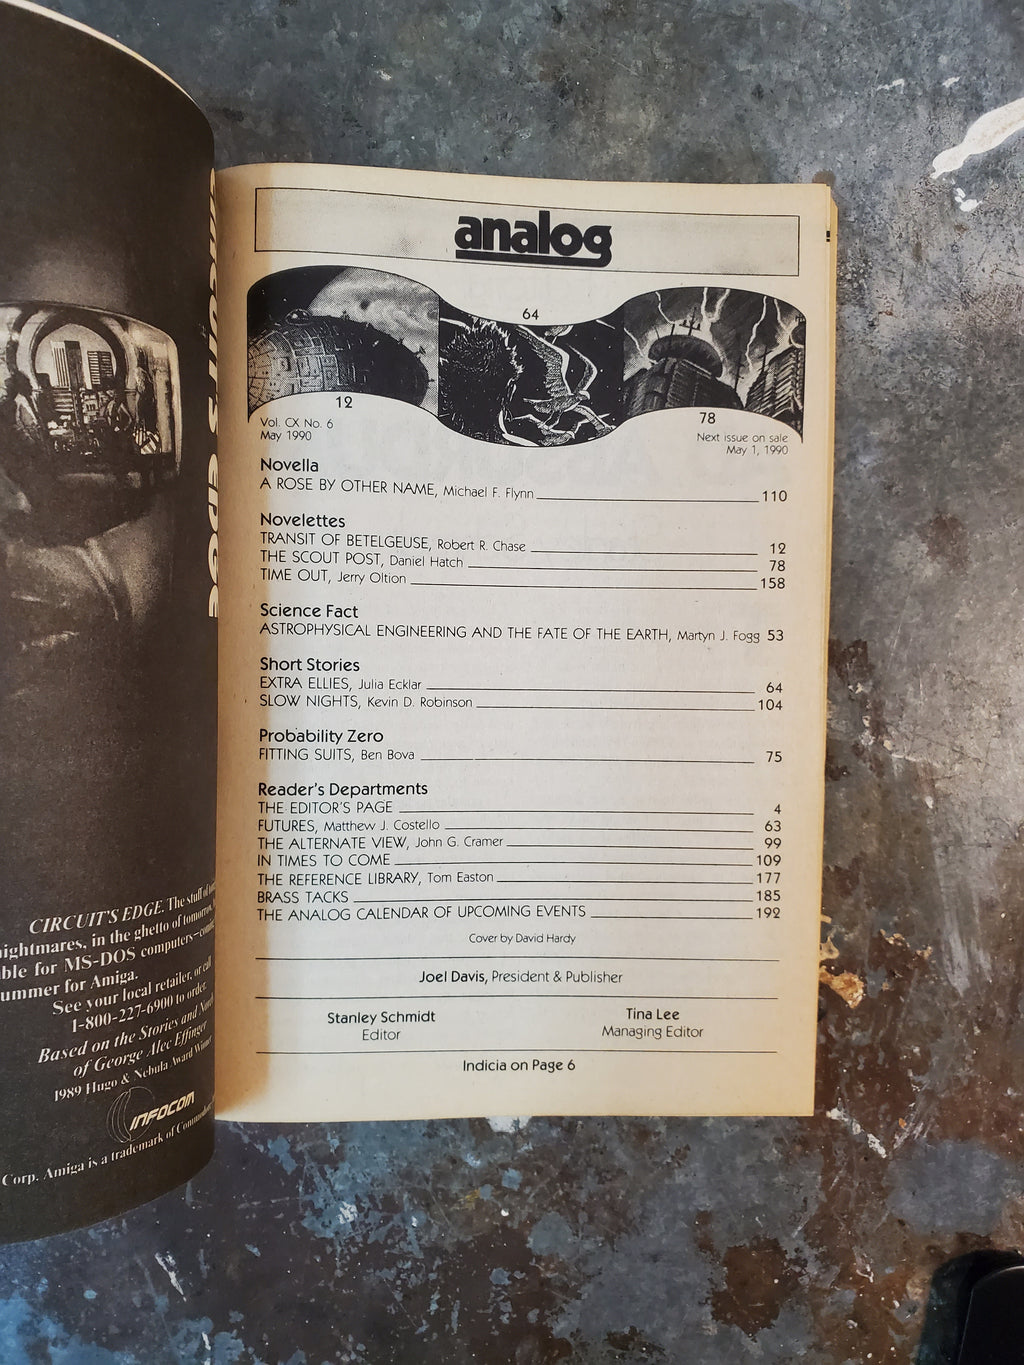 CIRCUIT'S EDGE
CIRCUIT'S EDGE. The stuff of
nightmares, in the ghetto of tomorrow.
ble for MS-DOS computers—
ummer for Amiga.
See your local retailer, or call
1-800-227-6900 to order.
Based on the Stories and
of George Alec Effinger
1989 Hugo & Nebula Award Winner
INFOCOM
Corp. Amiga is a trademark of
analog
64
12
78
Vol. CX No. 6
May 1990
Next issue on sale
May 1, 1990
Novella
A ROSE BY OTHER NAME, Michael F. Flynn 110
Novelettes
TRANSIT OF BETELGEUSE, Robert R. Chase 12
THE SCOUT POST, Daniel Hatch 78
TIME OUT, Jerry Oltion 158
Science Fact
ASTROPHYSICAL ENGINEERING AND THE FATE OF THE EARTH, Martyn J. Fogg 53
Short Stories
EXTRA ELLIES, Julia Ecklar 64
SLOW NIGHTS, Kevin D. Robinson 104
Probability Zero
FITTING SUITS, Ben Bova 75
Reader's Departments
THE EDITOR'S PAGE 4
FUTURES, Matthew J. Costello 63
THE ALTERNATE VIEW, John G. Cramer 99
IN TIMES TO COME 109
THE REFERENCE LIBRARY, Tom Easton 177
BRASS TACKS 185
THE ANALOG CALENDAR OF UPCOMING EVENTS 192
Cover by David Hardy
Joel Davis, President & Publisher
Stanley Schmidt
Editor
Tina Lee
Managing Editor
Indicia on Page 6